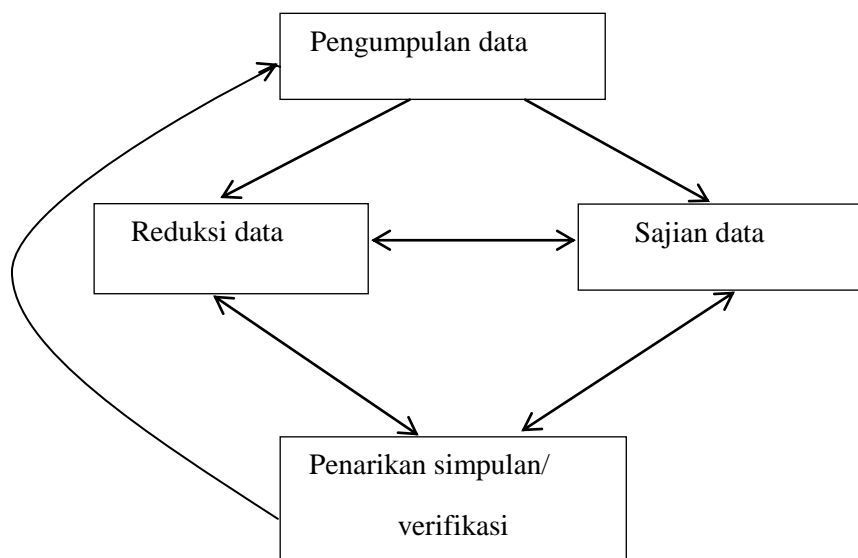 Pengumpulan data
Reduksi data
Sajian data
Penarikan simpulan/
verifikasi